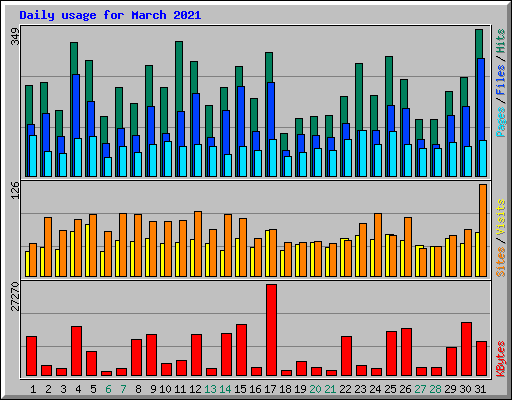 Daily usage for March 2021
349
Pages/Files/Hits
126
Sites/Visits
27270
KBytes
1 2 3 4 5 6 7 8 9 10 11 12 13 14 15 16 17 18 19 20 21 22 23 24 25 26 27 28 29 30 31